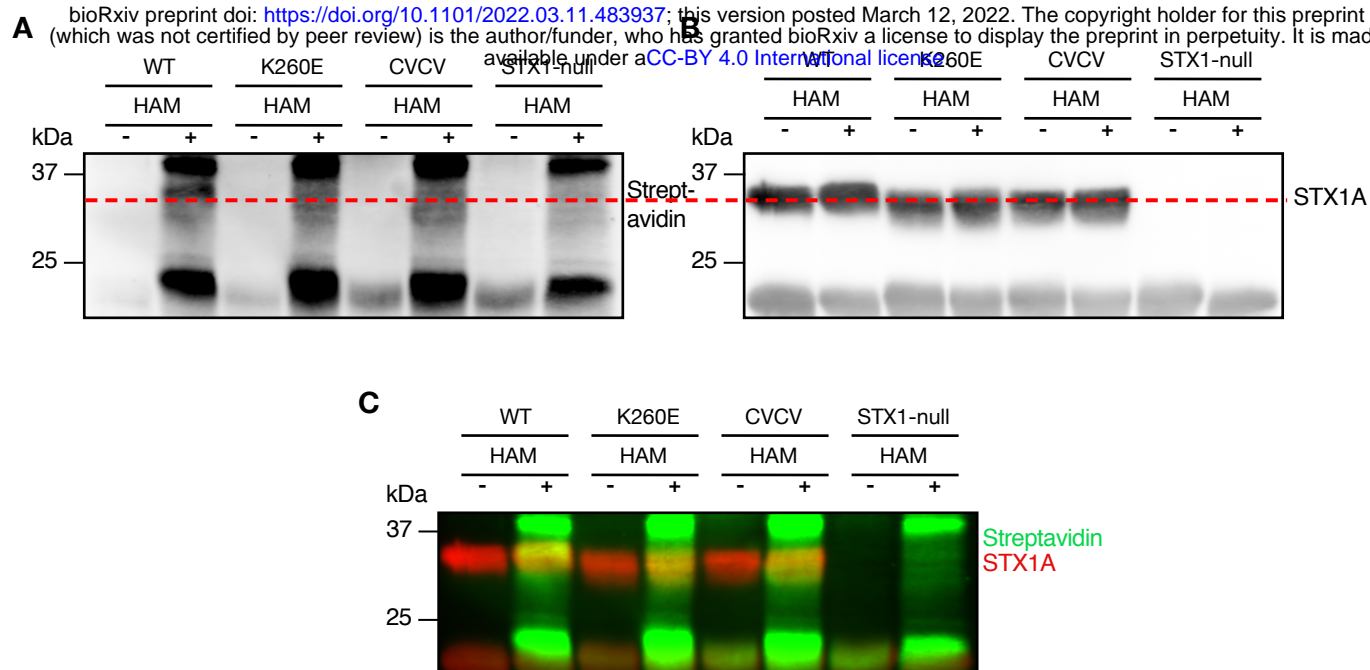 bioRxiv preprint doi: https://doi.org/10.1101/2022.03.11.483937; this version posted March 12, 2022. The copyright holder for this preprint
(which was not certified by peer review) is the author/funder, who has granted bioRxiv a license to display the preprint in perpetuity. It is mad
available under aCC-BY 4.0 International license.
A
WT K260E CVCV STX1-null
HAM HAM HAM HAM
kDa - + - + - + - +
37
25
Strept-
avidin
B
WT K260E CVCV STX1-null
HAM HAM HAM HAM
kDa - + - + - + - +
37
25
STX1A
C
WT K260E CVCV STX1-null
HAM HAM HAM HAM
- + - + - + - +
kDa
37
25
Streptavidin
STX1A